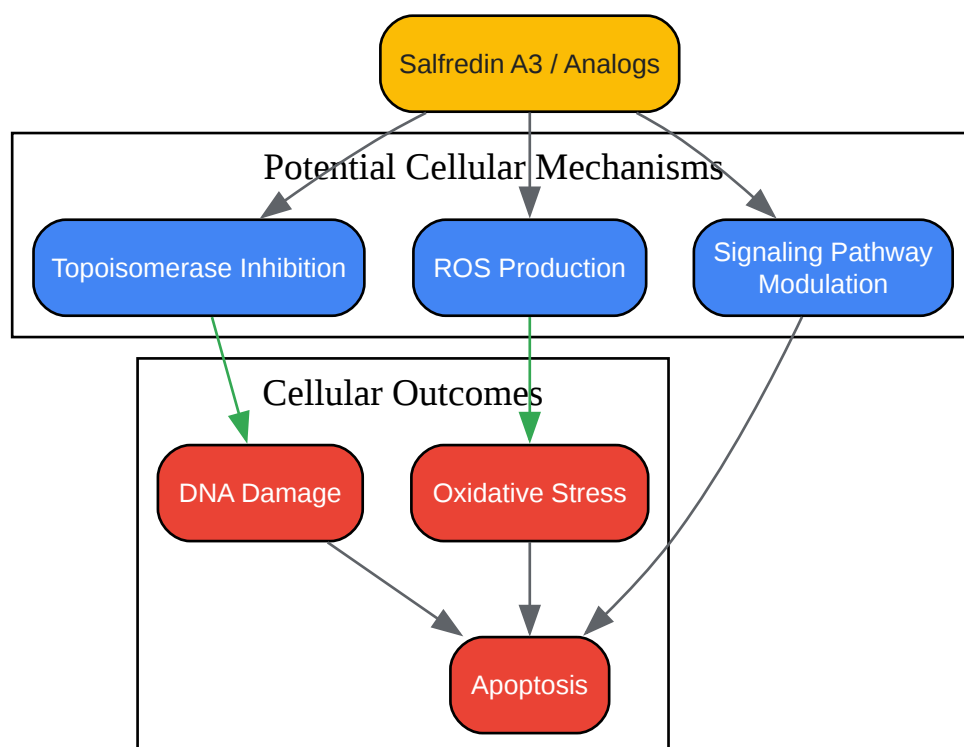 Salfredin A3 / Analogs
Potential Cellular Mechanisms
Topoisomerase Inhibition
ROS Production
Signaling Pathway
Modulation
Cellular Outcomes
DNA Damage
Oxidative Stress
Apoptosis